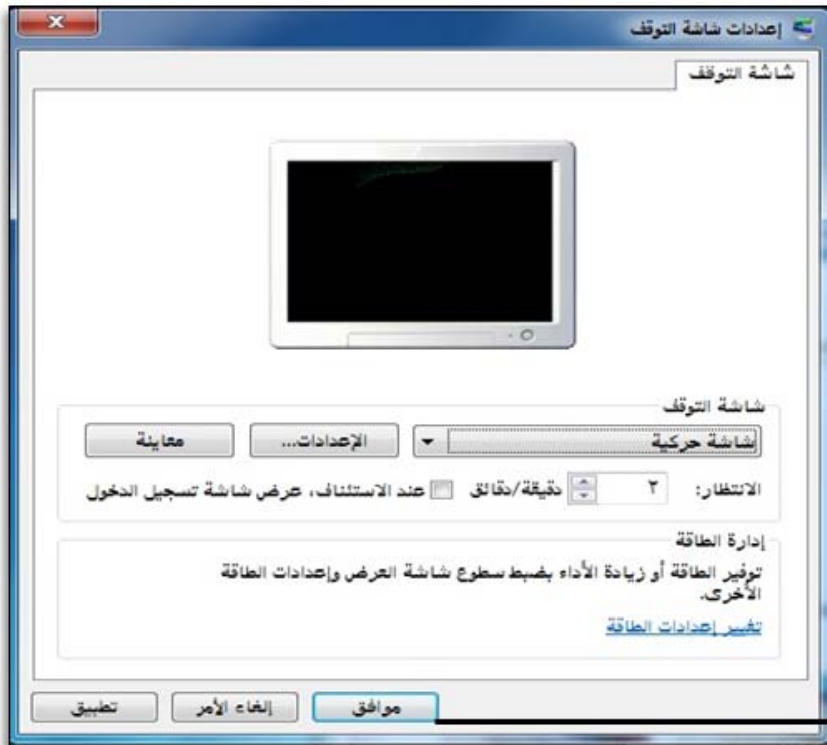 إعدادات شاشة التوقف
شاشة التوقف
شاشة التوقف
شاشة حركية
الإعدادات...
معاينة
الانتظار: ٢ دقيقة/دقائق عند الاستئناف، عرض شاشة تسجيل الدخول
إدارة الطاقة
توفير الطاقة أو زيادة الأداء بضبط سطوع شاشة العرض وإعدادات الطاقة
الأخرى.
تغيير إعدادات الطاقة
موافق
إلغاء الأمر
تطبيق